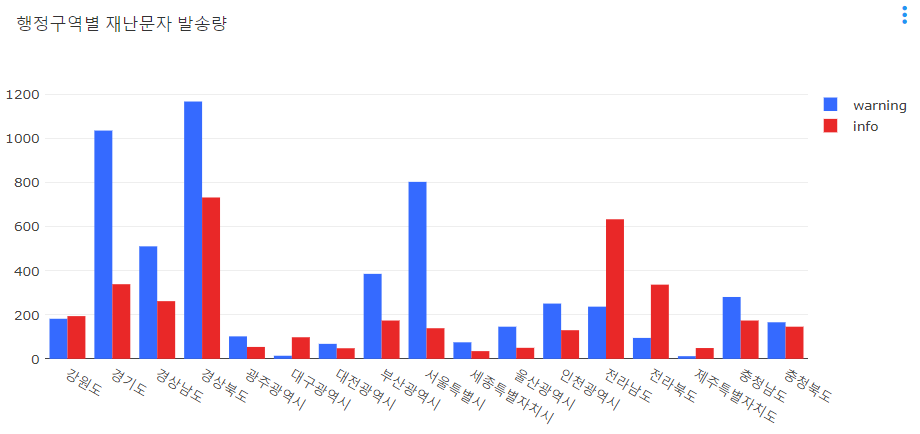 행정구역별 재난문자 발송량
1200
1000
800
600
400
200
0
warning
info
강원도
경기도
경상남도
경상북도
광주광역시
대구광역시
대전광역시
부산광역시
서울특별시
세종특별자치시
울산광역시
인천광역시
전라남도
전라북도
제주특별자치도
충청남도
충청북도